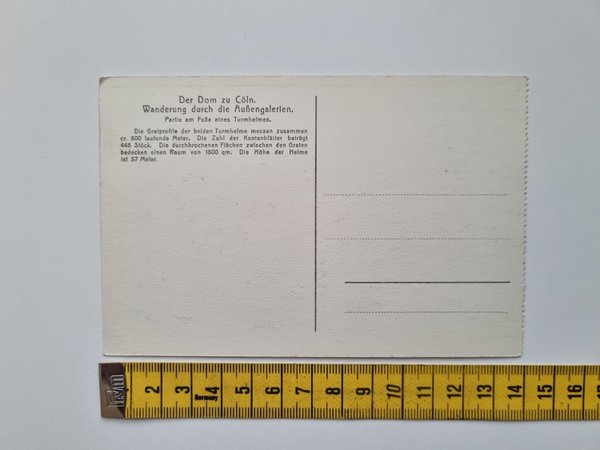 Der Dom zu Cöln.
Wanderung durch die Außengalerien.
Partie am Fuße eines Turmhelmes.
Die Gratprofile der beiden Turmhelme messen zusammen
cr. 800 laufende Meter. Die Zahl der Kantenblätter beträgt
448 Stück. Die durchbrochenen Flächen zwischen den Graten
bedecken einen Raum von 1800 qm. Die Höhe der Helme
ist 57 Meter.
2 3 4 5 6 7 8 9 10 11 12 13 14 15 16
Germany